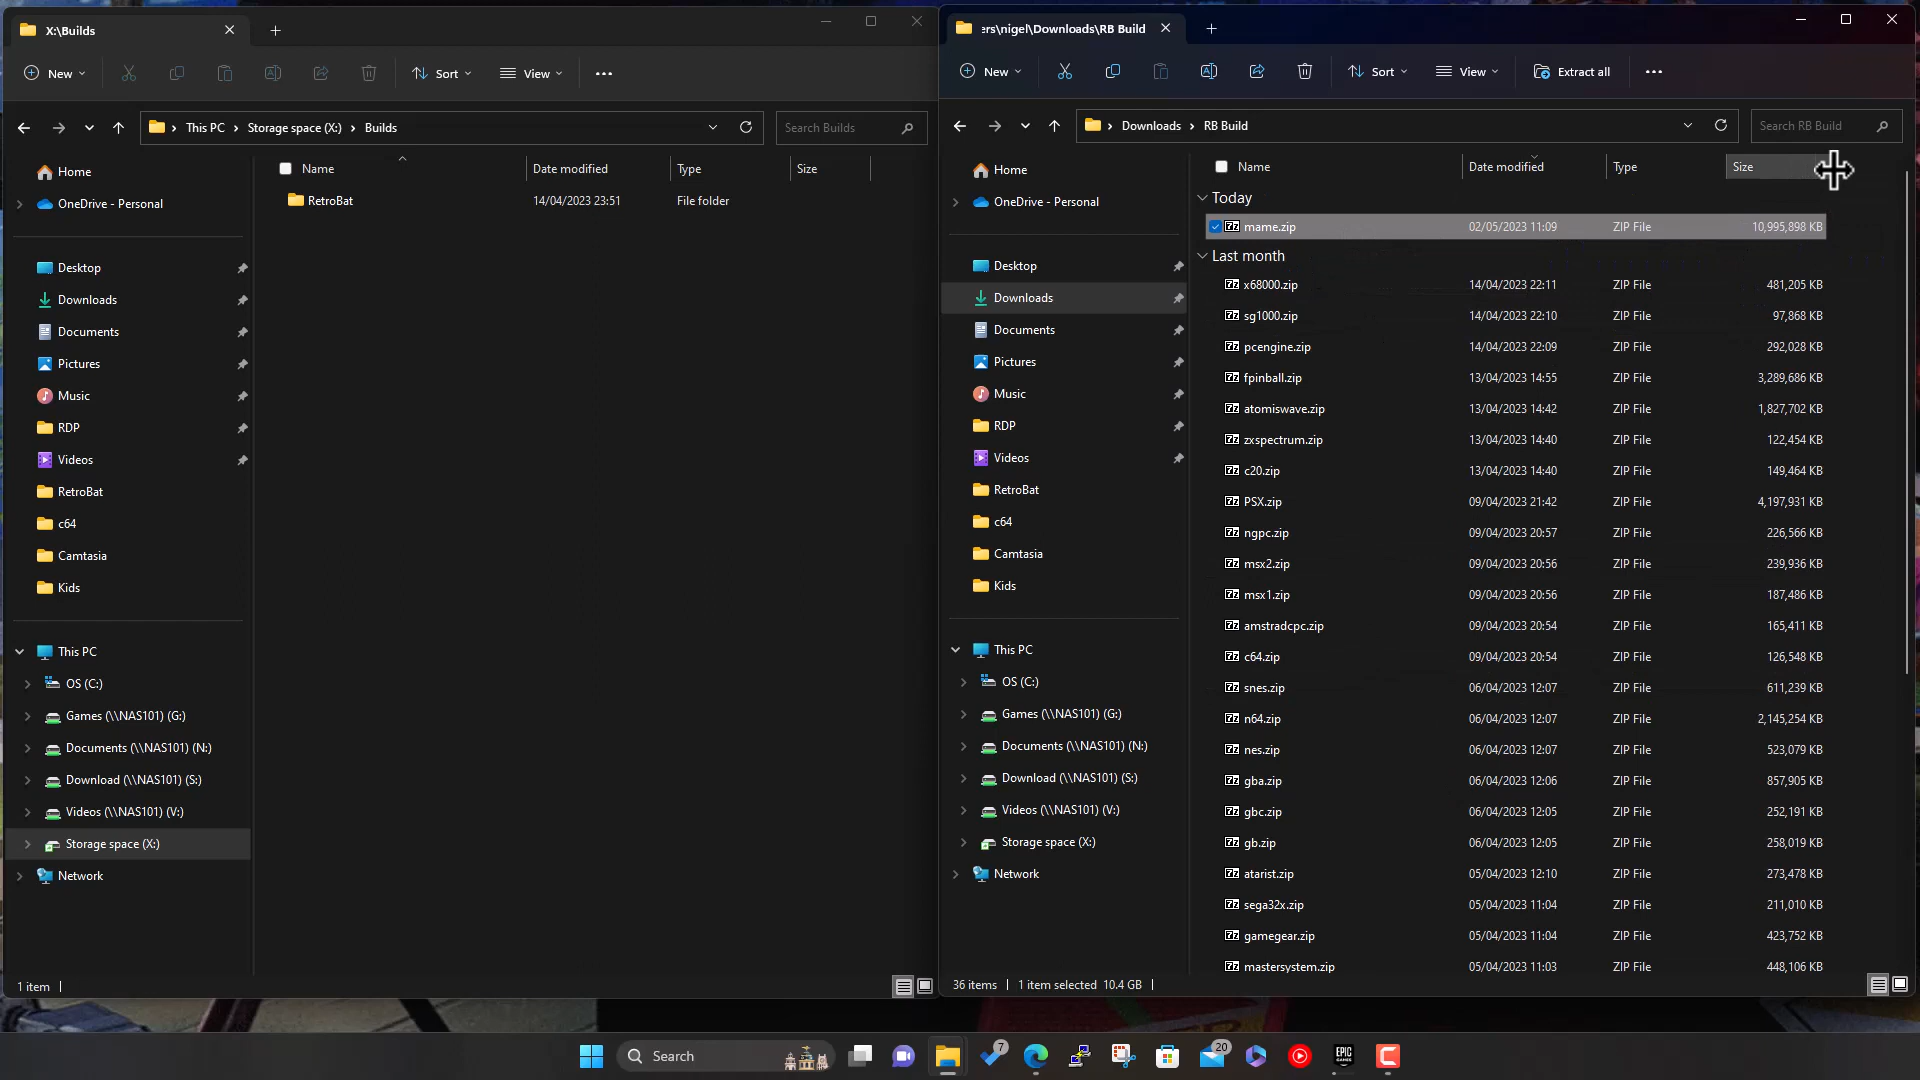 X:\Builds
New
Sort
View
This PC
Storage space (X:)
Builds
Search Builds
Home
OneDrive - Personal
Desktop
Downloads
Documents
Pictures
Music
RDP
Videos
RetroBat
c64
Camtasia
Kids
This PC
OS (C:)
Games (\\NAS101) (G:)
Documents (\\NAS101) (N:)
Download (\\NAS101) (S:)
Videos (\\NAS101) (V:)
Storage space (X:)
Network
Name Date modified Type Size
RetroBat 14/04/2023 23:51 File folder
1 item
ers\nigel\Downloads\RB Build
New
Sort
View
Extract all
Downloads
RB Build
Search RB Build
Home
OneDrive - Personal
Desktop
Downloads
Documents
Pictures
Music
RDP
Videos
RetroBat
c64
Camtasia
Kids
This PC
OS (C:)
Games (\\NAS101) (G:)
Documents (\\NAS101) (N:)
Download (\\NAS101) (S:)
Videos (\\NAS101) (V:)
Storage space (X:)
Network
Name Date modified Type Size
Today
mame.zip 02/05/2023 11:09 ZIP File 10,995,898 KB
Last month
x68000.zip 14/04/2023 22:11 ZIP File 481,205 KB
sg1000.zip 14/04/2023 22:10 ZIP File 97,868 KB
pcengine.zip 14/04/2023 22:09 ZIP File 292,028 KB
fpinball.zip 13/04/2023 14:55 ZIP File 3,289,686 KB
atomiswave.zip 13/04/2023 14:42 ZIP File 1,827,702 KB
zxspectrum.zip 13/04/2023 14:40 ZIP File 122,454 KB
c20.zip 13/04/2023 14:40 ZIP File 149,464 KB
PSX.zip 09/04/2023 21:42 ZIP File 4,197,931 KB
ngpc.zip 09/04/2023 20:57 ZIP File 226,566 KB
msx2.zip 09/04/2023 20:56 ZIP File 239,936 KB
msx1.zip 09/04/2023 20:56 ZIP File 187,486 KB
amstradcpc.zip 09/04/2023 20:54 ZIP File 165,411 KB
c64.zip 09/04/2023 20:54 ZIP File 126,548 KB
snes.zip 06/04/2023 12:07 ZIP File 611,239 KB
n64.zip 06/04/2023 12:07 ZIP File 2,145,254 KB
nes.zip 06/04/2023 12:07 ZIP File 523,079 KB
gba.zip 06/04/2023 12:06 ZIP File 857,905 KB
gbc.zip 06/04/2023 12:05 ZIP File 252,191 KB
gb.zip 06/04/2023 12:05 ZIP File 258,019 KB
atarist.zip 05/04/2023 12:10 ZIP File 273,478 KB
sega32x.zip 05/04/2023 11:04 ZIP File 211,010 KB
gamegear.zip 05/04/2023 11:04 ZIP File 423,752 KB
mastersystem.zip 05/04/2023 11:03 ZIP File 448,106 KB
36 items 1 item selected 10.4 GB
Search
7
20
EPIC
GAMES